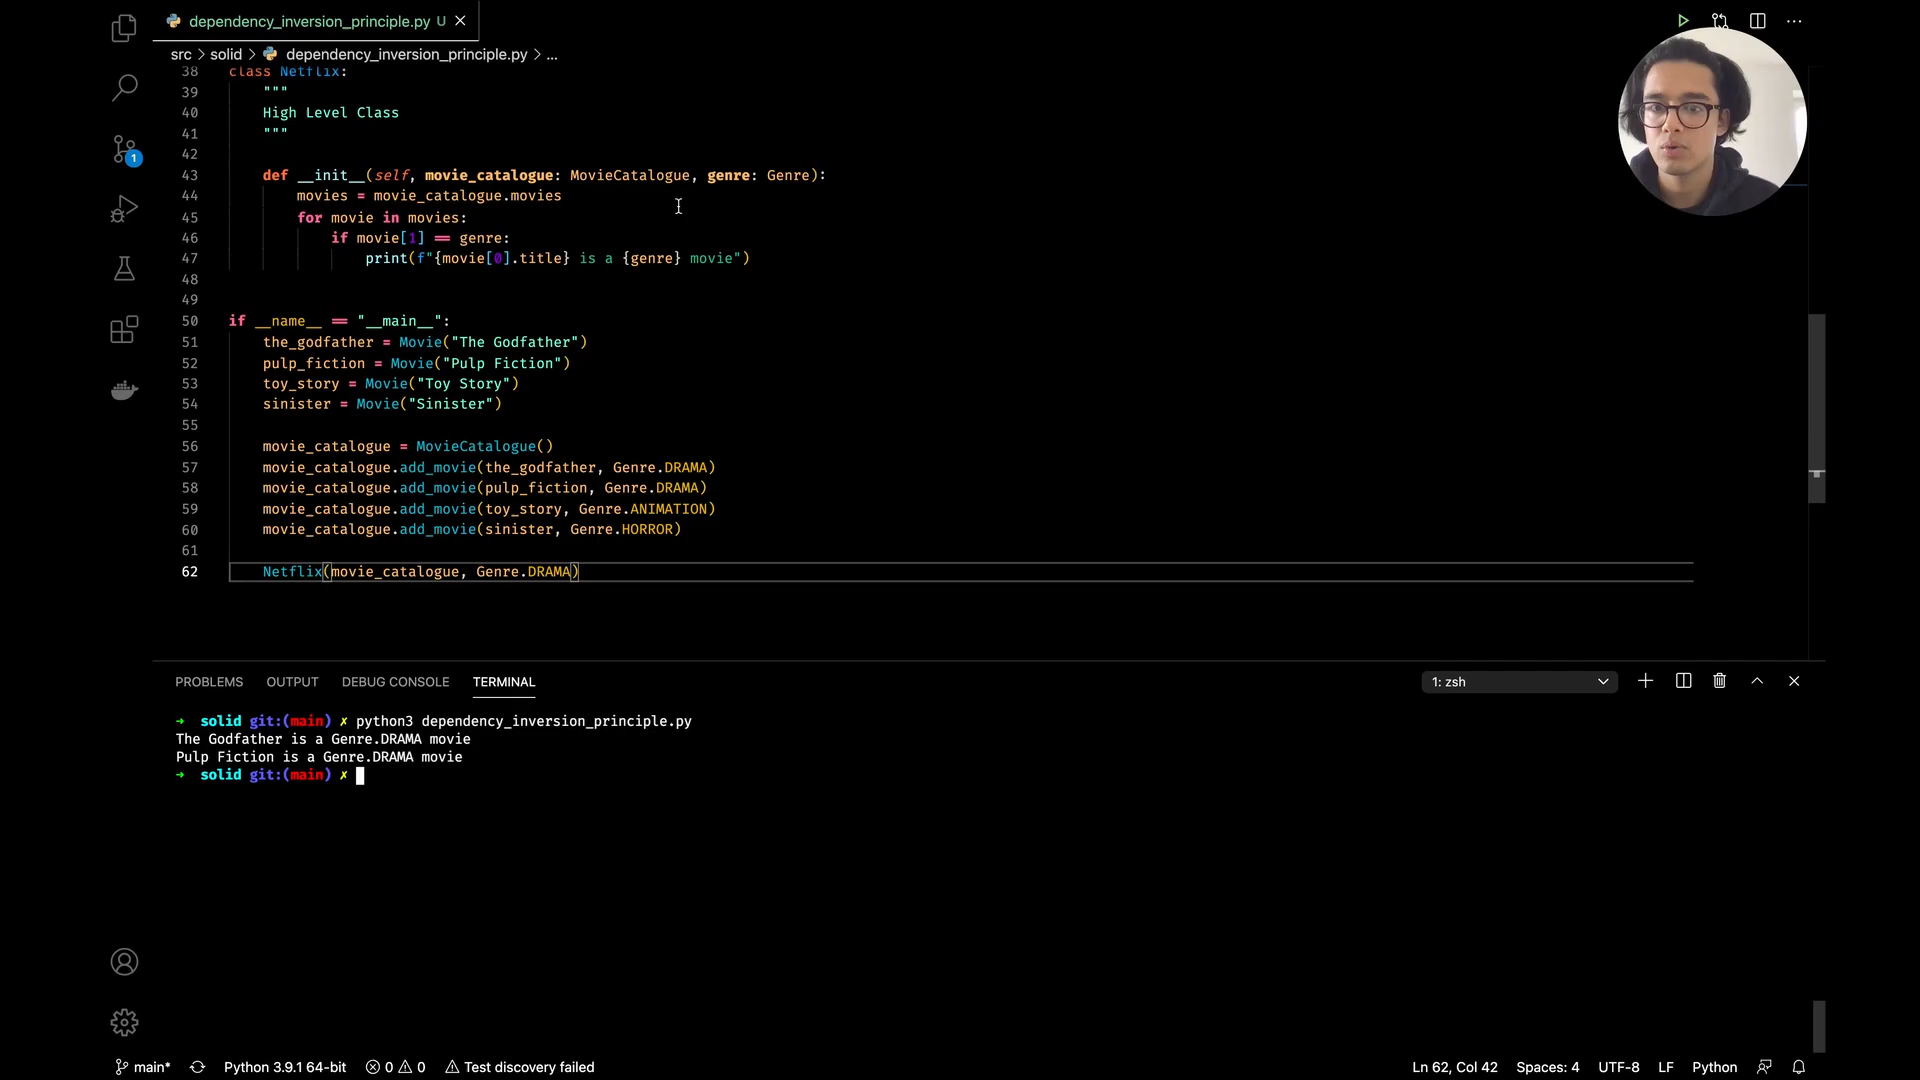 dependency_inversion_principle.py U
src > solid > dependency_inversion_principle.py > ...
38 class Netflix:
39 """
40 High Level Class
41 """
42
43 def __init__(self, movie_catalogue: MovieCatalogue, genre: Genre):
44 movies = movie_catalogue.movies
45 for movie in movies:
46 if movie[1] == genre:
47 print(f"{movie[0].title} is a {genre} movie")
48
49
50 if __name__ == "__main__":
51 the_godfather = Movie("The Godfather")
52 pulp_fiction = Movie("Pulp Fiction")
53 toy_story = Movie("Toy Story")
54 sinister = Movie("Sinister")
55
56 movie_catalogue = MovieCatalogue()
57 movie_catalogue.add_movie(the_godfather, Genre.DRAMA)
58 movie_catalogue.add_movie(pulp_fiction, Genre.DRAMA)
59 movie_catalogue.add_movie(toy_story, Genre.ANIMATION)
60 movie_catalogue.add_movie(sinister, Genre.HORROR)
61
62 Netflix(movie_catalogue, Genre.DRAMA)
1
PROBLEMS OUTPUT DEBUG CONSOLE TERMINAL 1: zsh
➜ solid git:(main) ✗ python3 dependency_inversion_principle.py
The Godfather is a Genre.DRAMA movie
Pulp Fiction is a Genre.DRAMA movie
➜ solid git:(main) ✗
main* Python 3.9.1 64-bit 0 0 Test discovery failed Ln 62, Col 42 Spaces: 4 UTF-8 LF Python